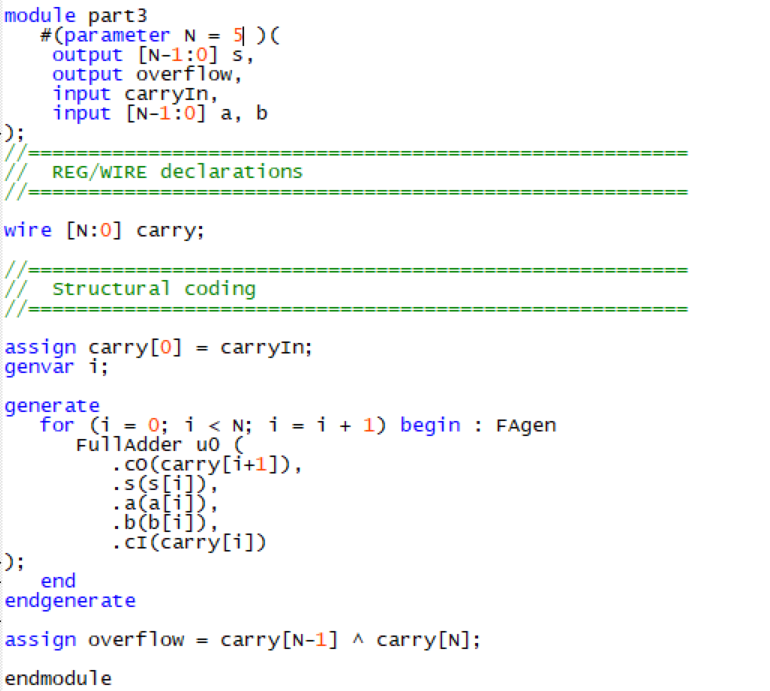 module part3
#(parameter N = 5 )(
output [N-1:0] s,
output overflow,
input carryIn,
input [N-1:0] a, b
);
//========================================================
// REG/WIRE declarations
//========================================================
wire [N:0] carry;
//========================================================
// Structural coding
//========================================================
assign carry[0] = carryIn;
genvar i;
generate
for (i = 0; i < N; i = i + 1) begin : FAgen
FullAdder u0 (
.cO(carry[i+1]),
.s(s[i]),
.a(a[i]),
.b(b[i]),
.cI(carry[i])
);
end
endgenerate
assign overflow = carry[N-1] ^ carry[N];
endmodule